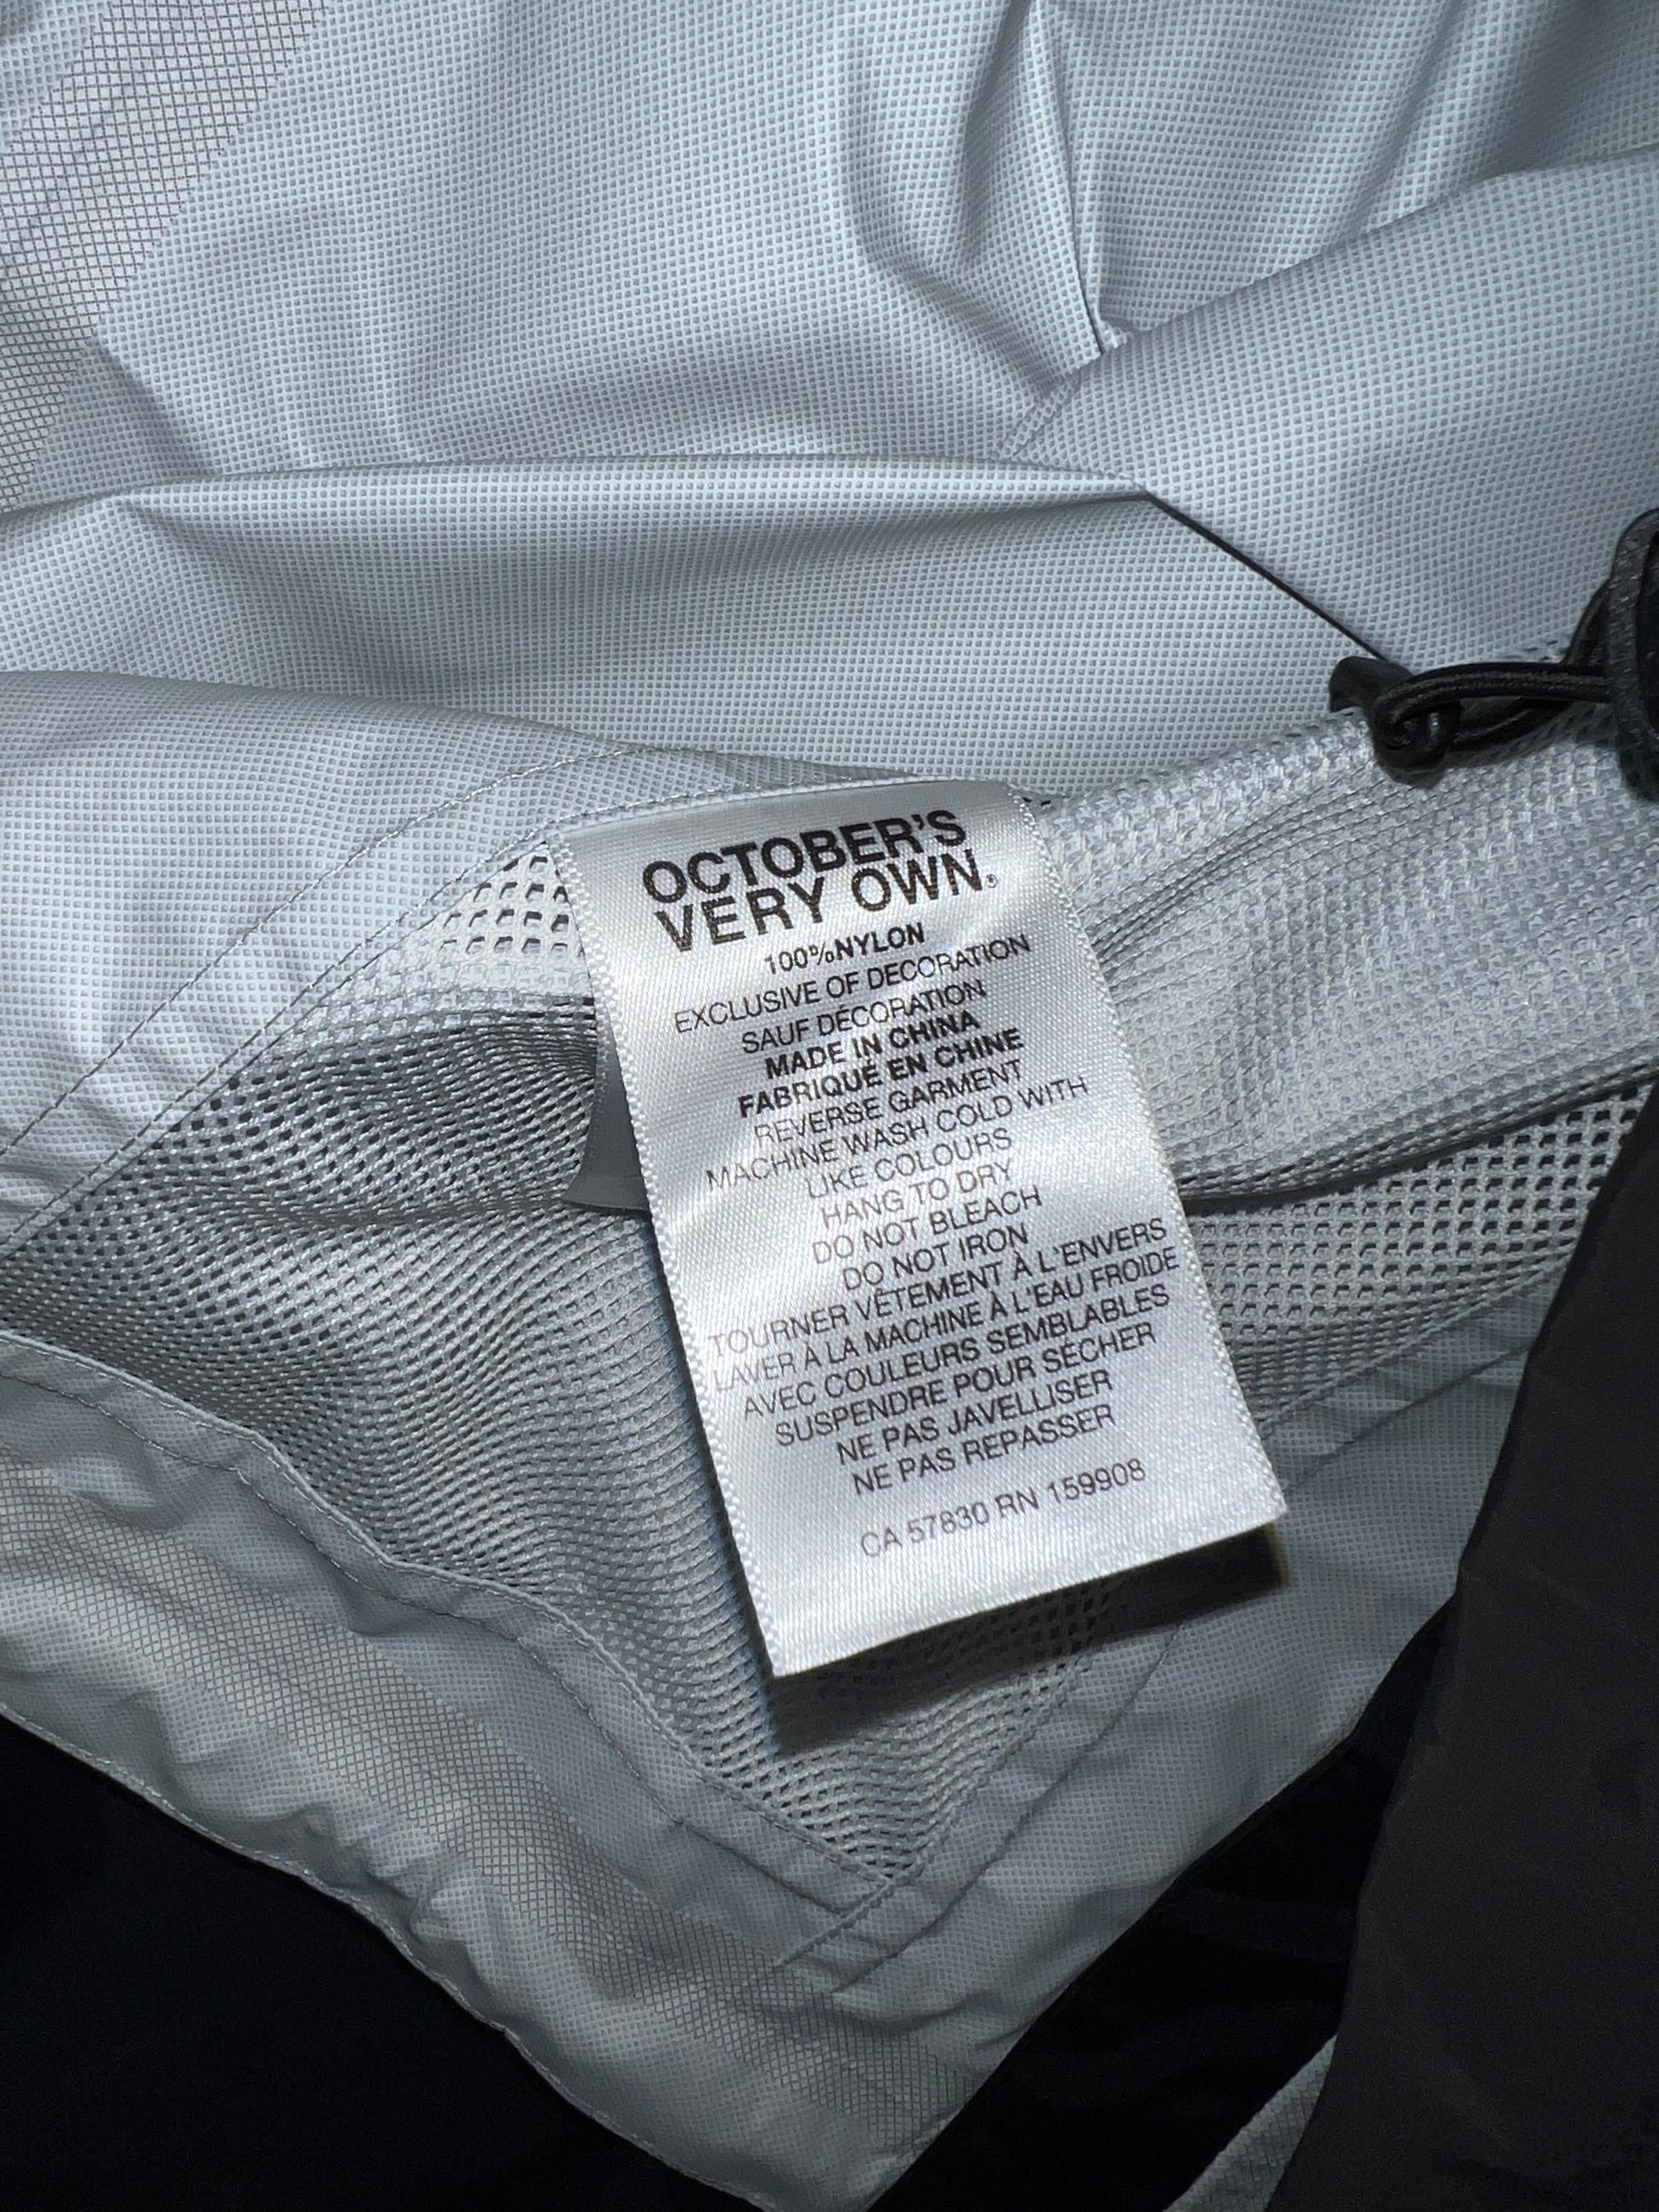 OCTOBER'S
VERY OWN®
100%NYLON
EXCLUSIVE OF DECORATION
SAUF DÉCORATION
MADE IN CHINA
FABRIQUÉ EN CHINE
REVERSE GARMENT
MACHINE WASH COLD WITH
LIKE COLOURS
HANG TO DRY
DO NOT BLEACH
DO NOT IRON
TOURNER VÊTEMENT À L'ENVERS
LAVER À LA MACHINE À L'EAU FROIDE
AVEC COULEURS SEMBLABLES
SUSPENDRE POUR SÉCHER
NE PAS JAVELLISER
NE PAS REPASSER
CA 57830 RN 159908